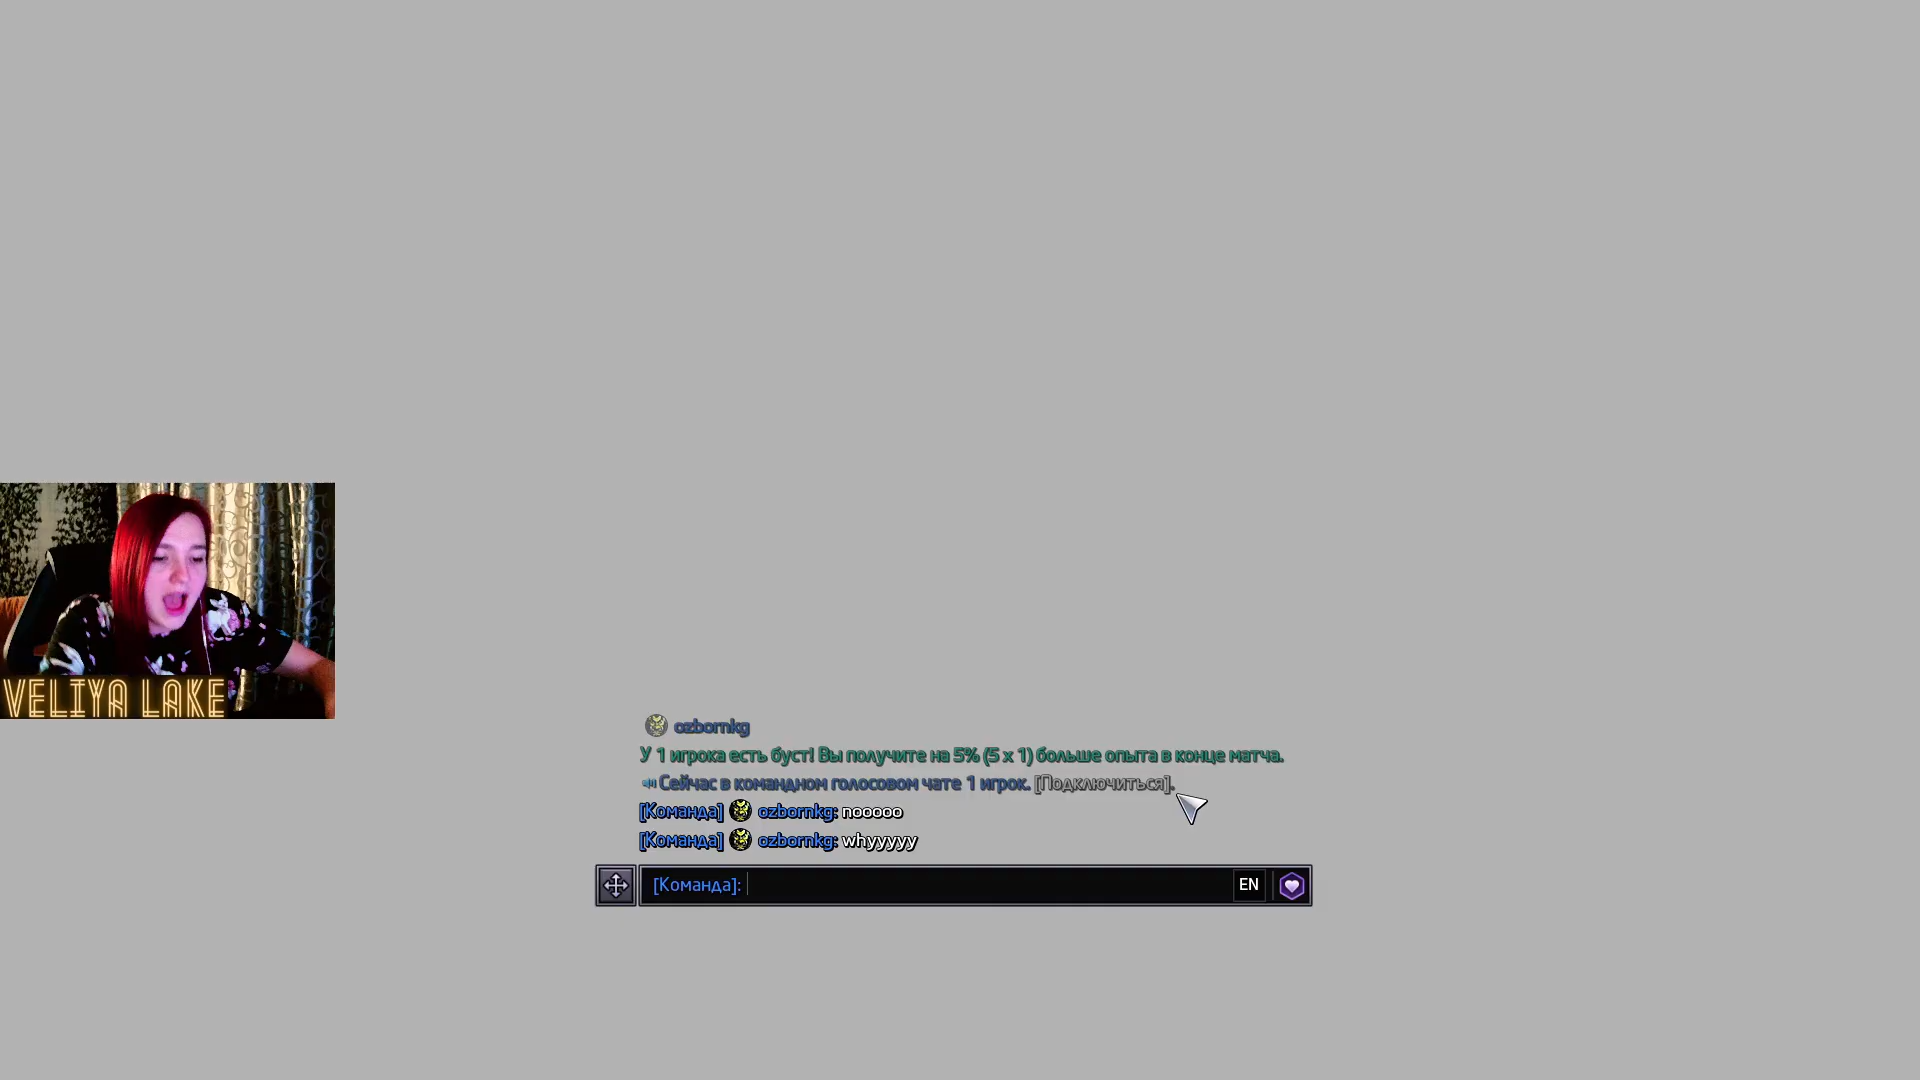 VELIYA LAKE
ozbornkg
У 1 игрока есть буст! Вы получите на 5% (5 x 1) больше опыта в конце матча.
Сейчас в командном голосовом чате 1 игрок. [Подключиться].
[Команда] ozbornkg: nooooo
[Команда] ozbornkg: whyyyyy
[Команда]: EN